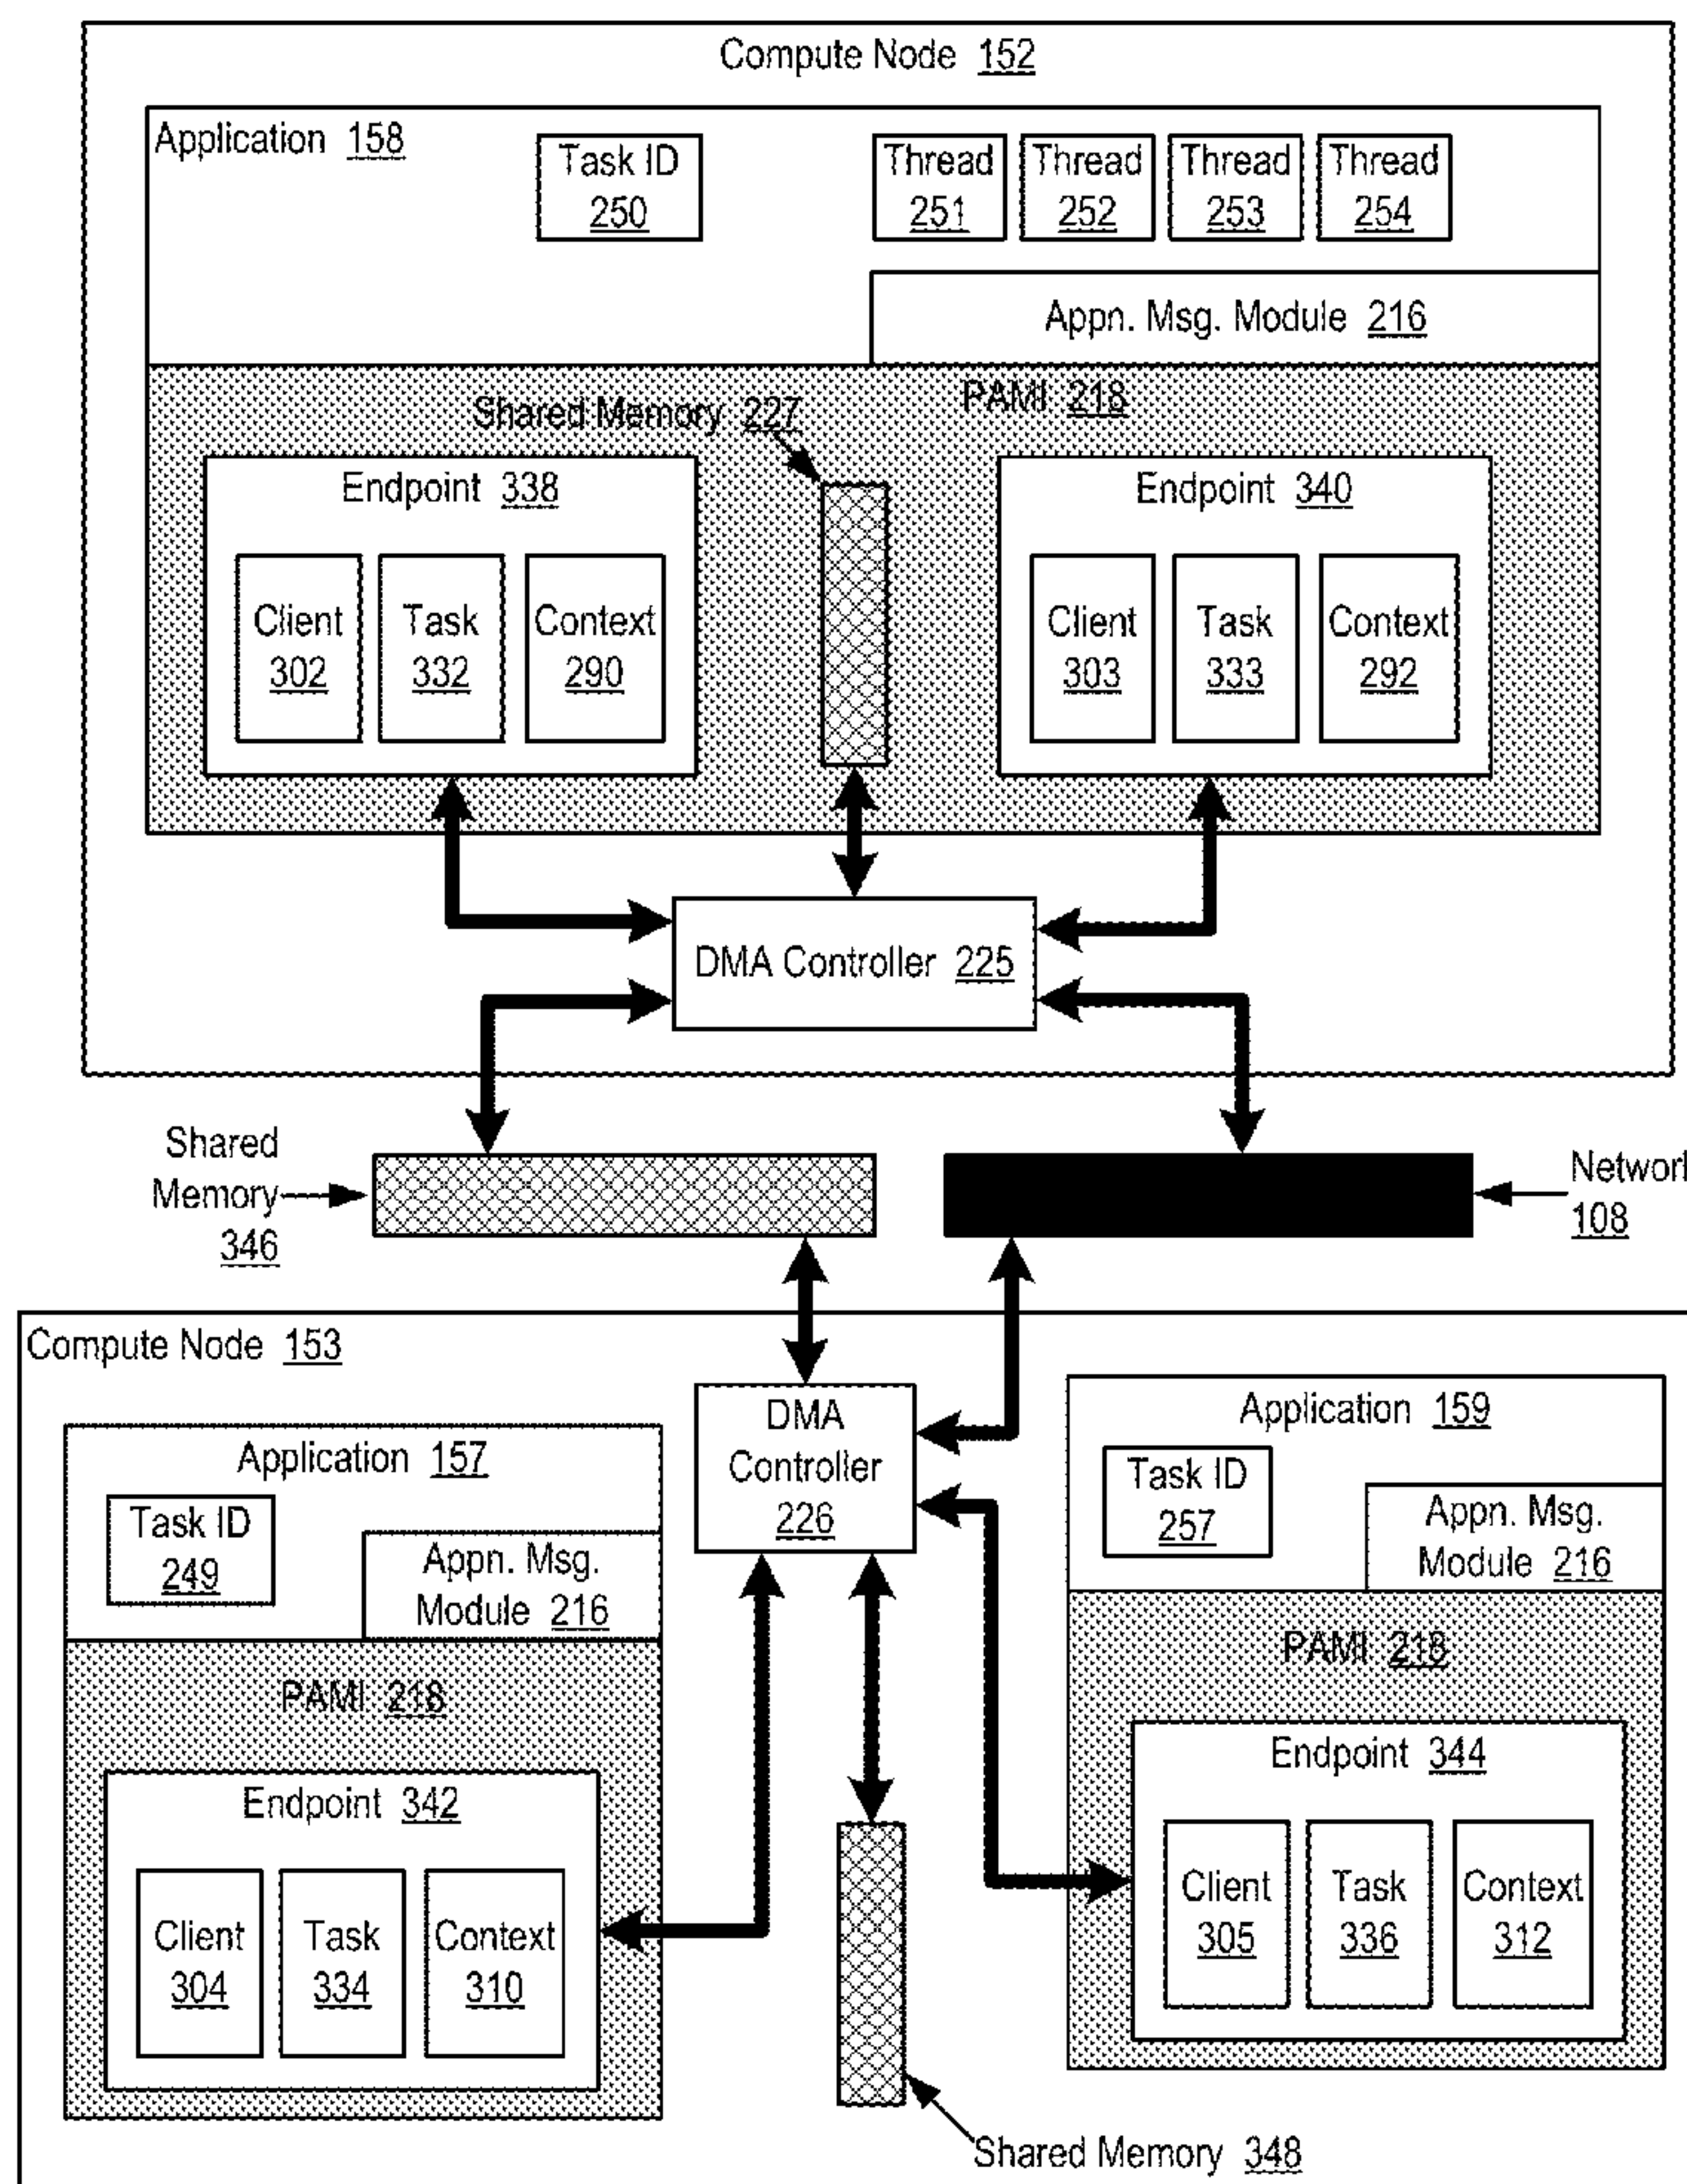 Compute Node 152
Application 158
Task ID
250
Thread
251
Thread
252
Thread
253
Thread
254
Appn. Msg. Module 216
PAMI 218
Shared Memory 227
Endpoint 338
Client
302
Task
332
Context
290
Endpoint 340
Client
303
Task
333
Context
292
DMA Controller 225
Shared
Memory
346
Network
108
Compute Node 153
DMA
Controller
226
Application 157
Task ID
249
Appn. Msg.
Module 216
PAMI 218
Endpoint 342
Client
304
Task
334
Context
310
Application 159
Task ID
257
Appn. Msg.
Module 216
PAMI 218
Endpoint 344
Client
305
Task
336
Context
312
Shared Memory 348